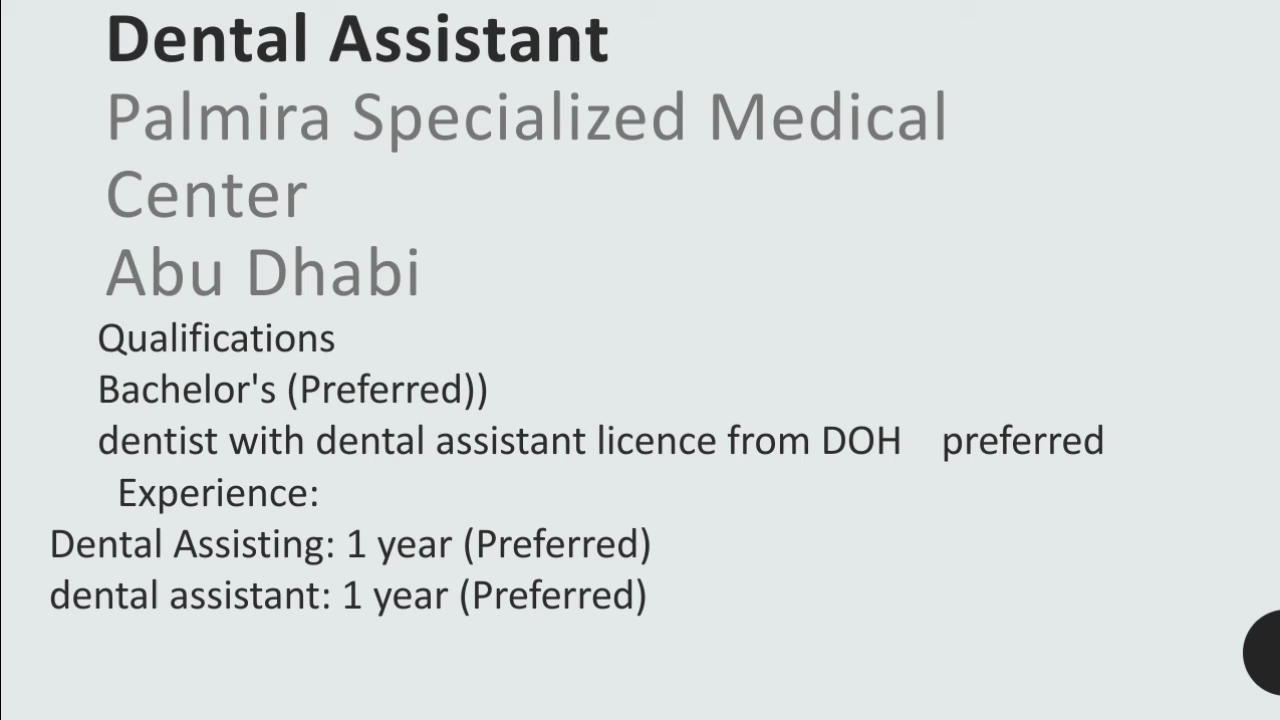 Dental Assistant
Palmira Specialized Medical
Center
Abu Dhabi
Qualifications
Bachelor's (Preferred))
dentist with dental assistant licence from DOH    preferred
Experience:
Dental Assisting: 1 year (Preferred)
dental assistant: 1 year (Preferred)